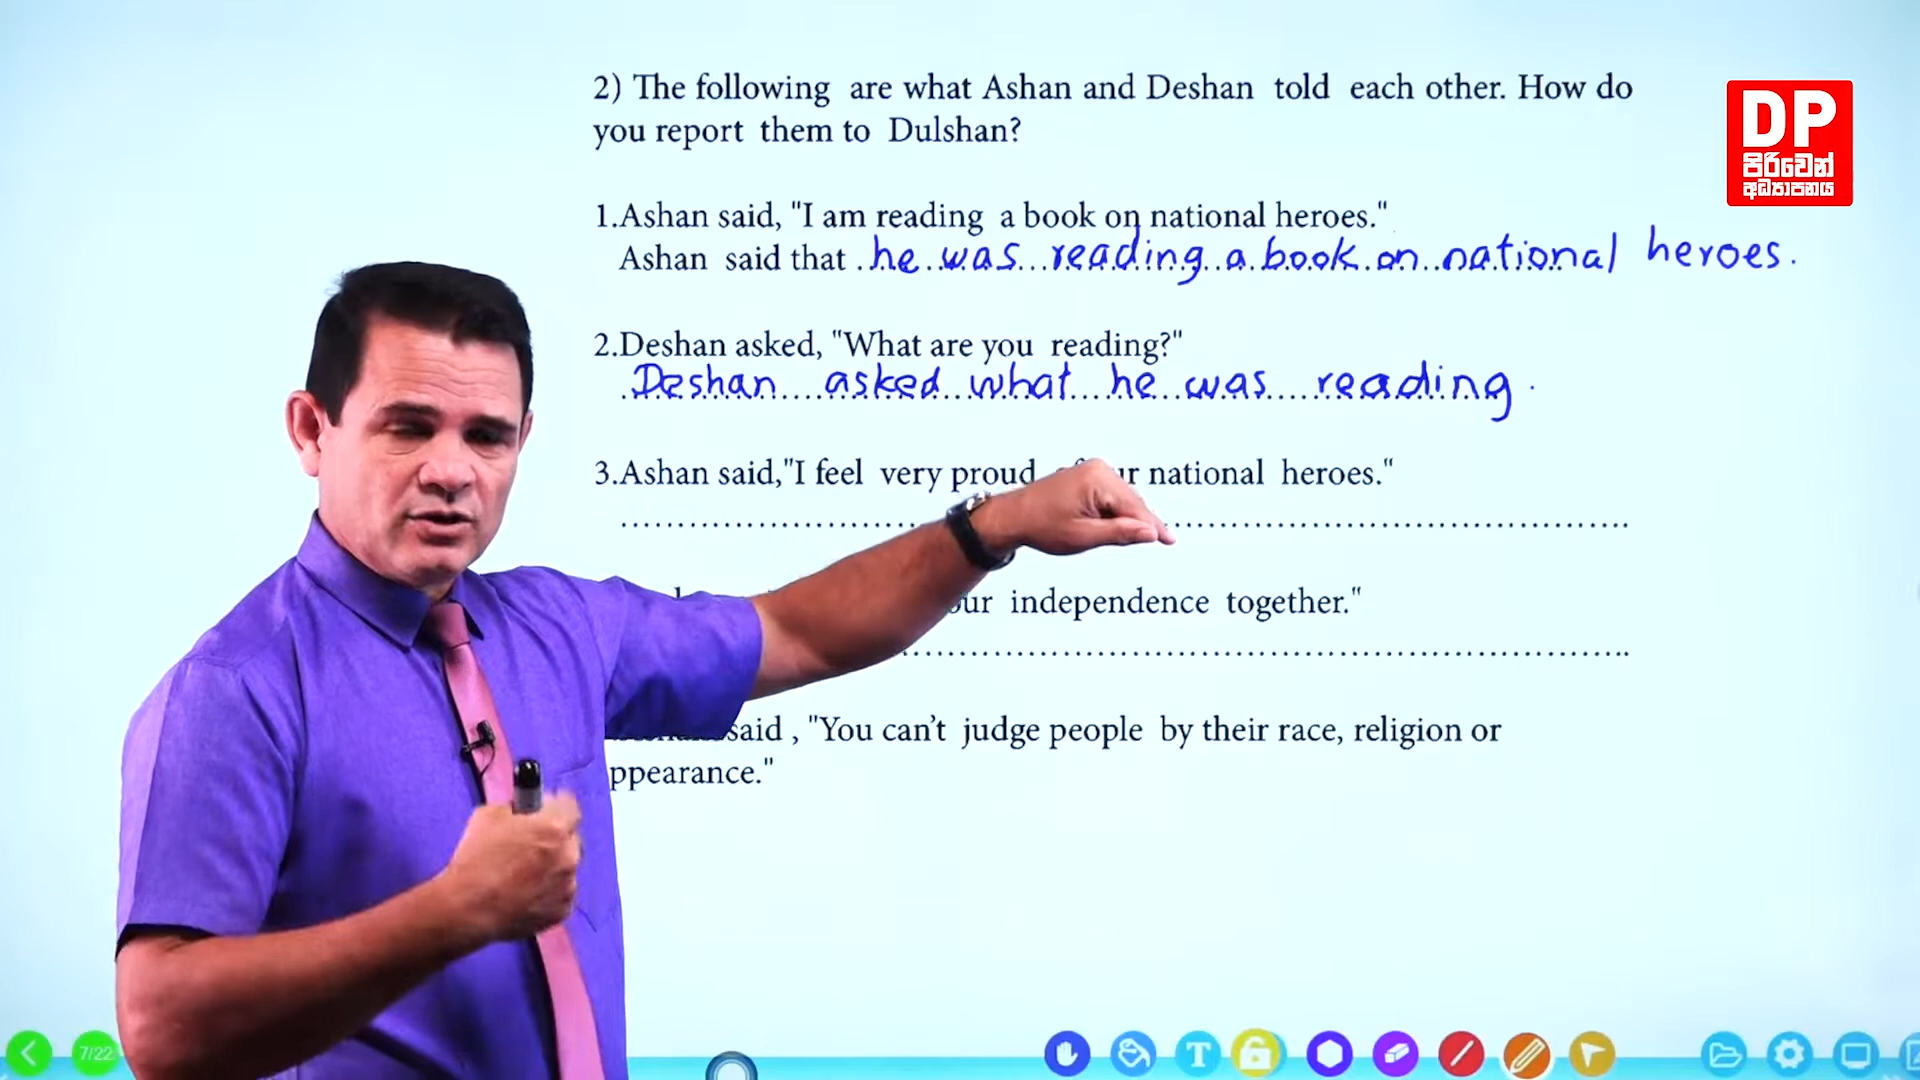 2) The following are what Ashan and Deshan told each other. How do
you report them to Dulshan?
DP
පිරිවෙන්
අධ්‍යාපනය
1.Ashan said, "I am reading a book on national heroes."
Ashan said that he was reading a book on national heroes.
2.Deshan asked, "What are you reading?"
Deshan asked what he was reading.
3.Ashan said,"I feel very proud national heroes."
our independence together."
said , "You can't judge people by their race, religion or
7/22
T